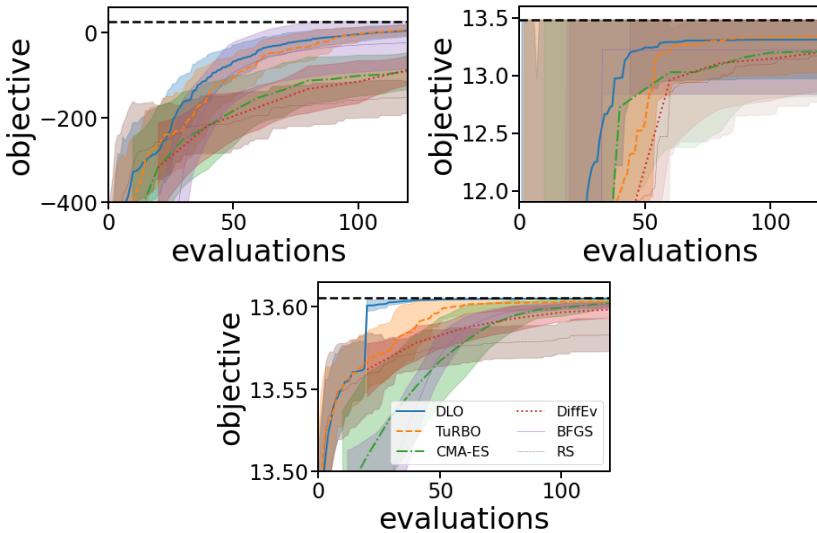 objective
0
−200
−400
0
50
100
evaluations
objective
13.5
13.0
12.5
12.0
0
50
100
evaluations
objective
13.60
13.55
13.50
0
50
100
evaluations
DLO
TuRBO
CMA-ES
DiffEv
BFGS
RS